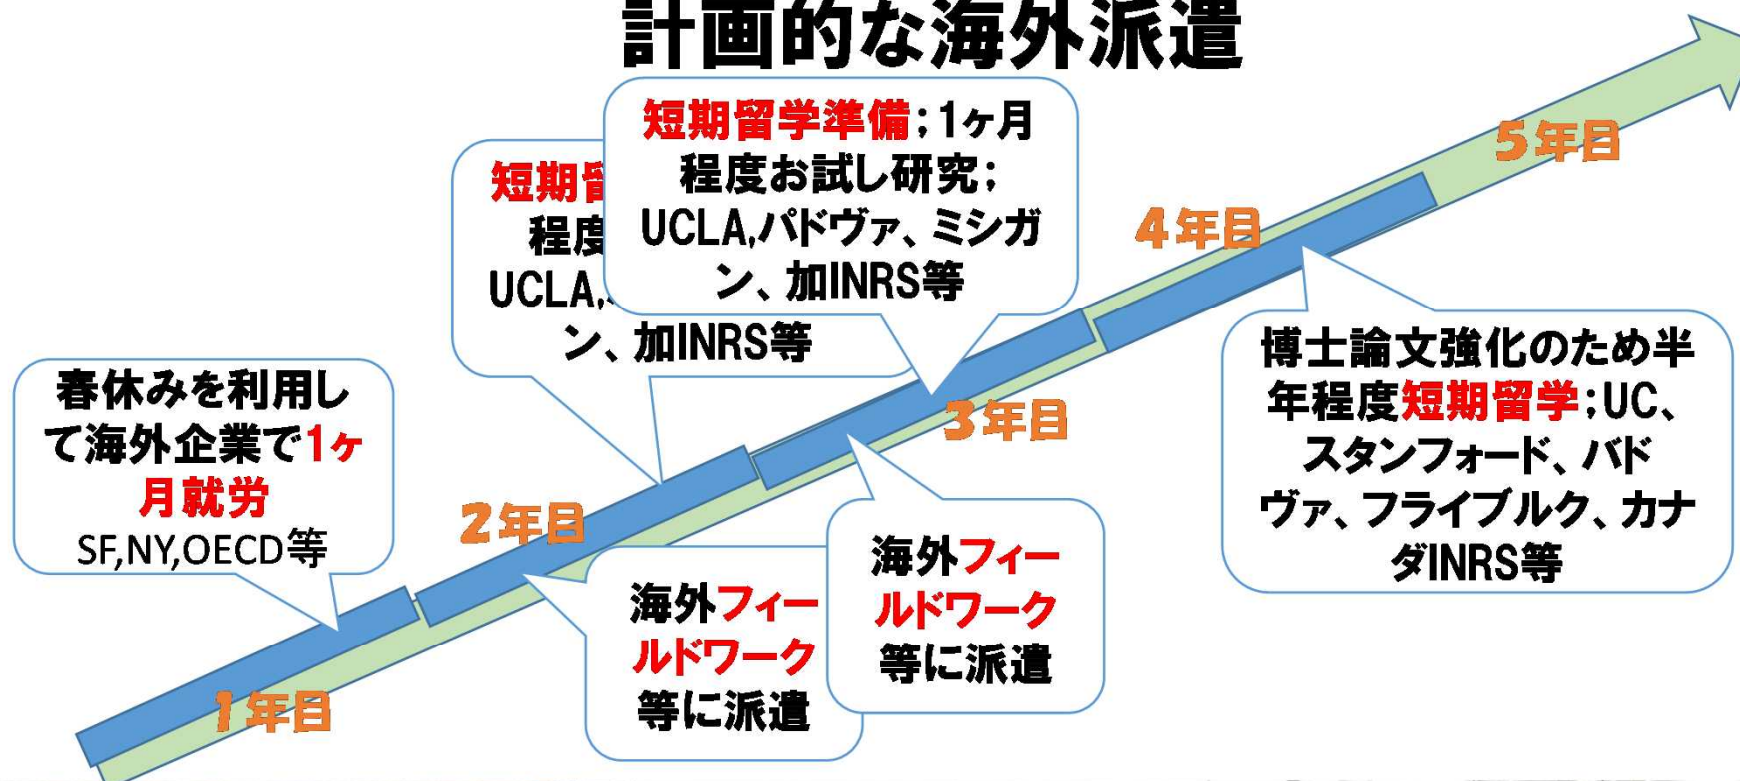 計画的な海外派遣
短期留学準備；1ヶ月
程度お試し研究；
UCLA,パドヴァ、ミシガ
ン、加INRS等
短期留
程度
UCLA,
ン、加INRS等
春休みを利用し
て海外企業で1ヶ
月就労
SF,NY,OECD等
海外フィー
ルドワーク
等に派遣
海外フィー
ルドワーク
等に派遣
博士論文強化のため半
年程度短期留学；UC、
スタンフォード、パド
ヴァ、フライブルク、カナ
ダINRS等
1年目
2年目
3年目
4年目
5年目